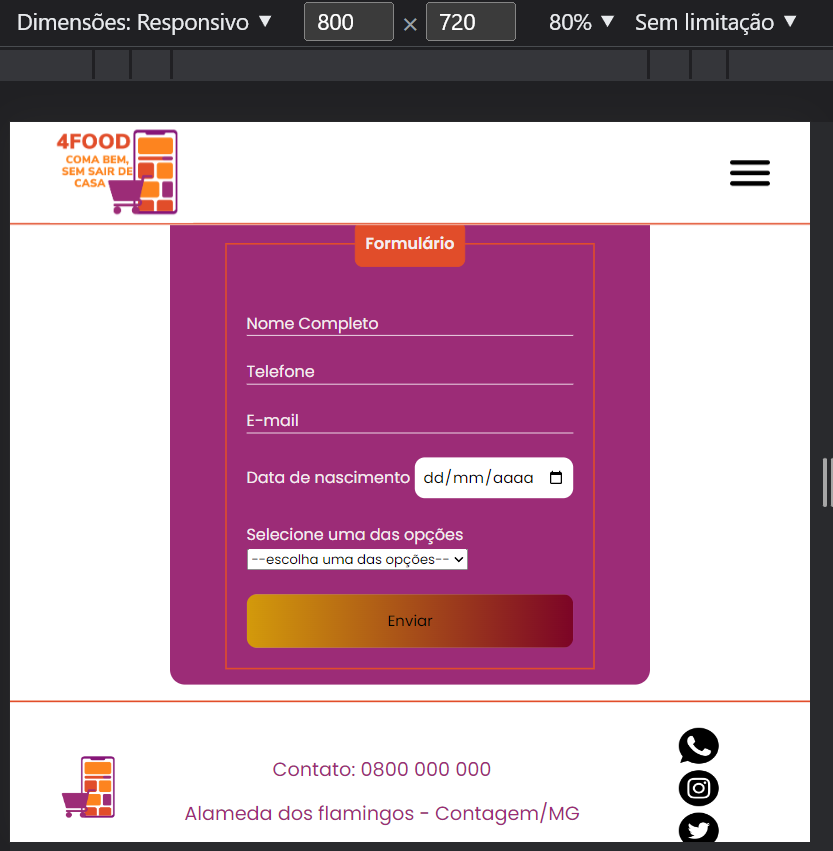 Dimensões: Responsivo ▼ 800 × 720 80% ▼ Sem limitação ▼
4FOOD
COMA BEM,
SEM SAIR DE
CASA
Formulário
Nome Completo
Telefone
E-mail
Data de nascimento dd/mm/aaaa
Selecione uma das opções
--escolha uma das opções--
Enviar
Contato: 0800 000 000
Alameda dos flamingos - Contagem/MG